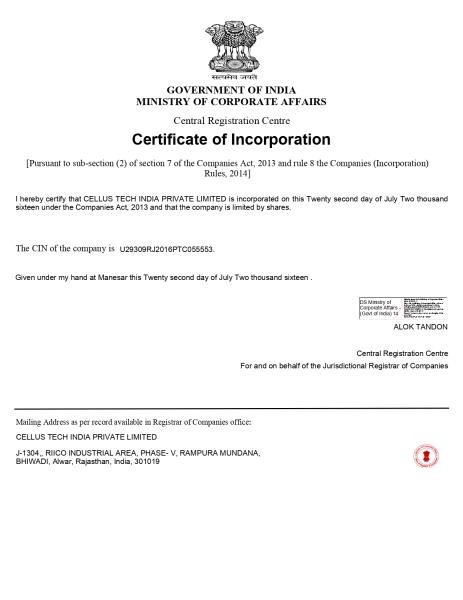 सत्यमेव जयते
GOVERNMENT OF INDIA
MINISTRY OF CORPORATE AFFAIRS
Central Registration Centre
Certificate of Incorporation
[Pursuant to sub-section (2) of section 7 of the Companies Act, 2013 and rule 8 the Companies (Incorporation)
Rules, 2014]
I hereby certify that CELLUS TECH INDIA PRIVATE LIMITED is incorporated on this Twenty second day of July Two thousand
sixteen under the Companies Act, 2013 and that the company is limited by shares.
The CIN of the company is U29309RJ2016PTC055553.
Given under my hand at Manesar this Twenty second day of July Two thousand sixteen .
DS Ministry of
Corporate Affairs -
(Govt of India) 14
ALOK TANDON
Central Registration Centre
For and on behalf of the Jurisdictional Registrar of Companies
Mailing Address as per record available in Registrar of Companies office:
CELLUS TECH INDIA PRIVATE LIMITED
J-1304,, RIICO INDUSTRIAL AREA, PHASE- V, RAMPURA MUNDANA,
BHIWADI, Alwar, Rajasthan, India, 301019